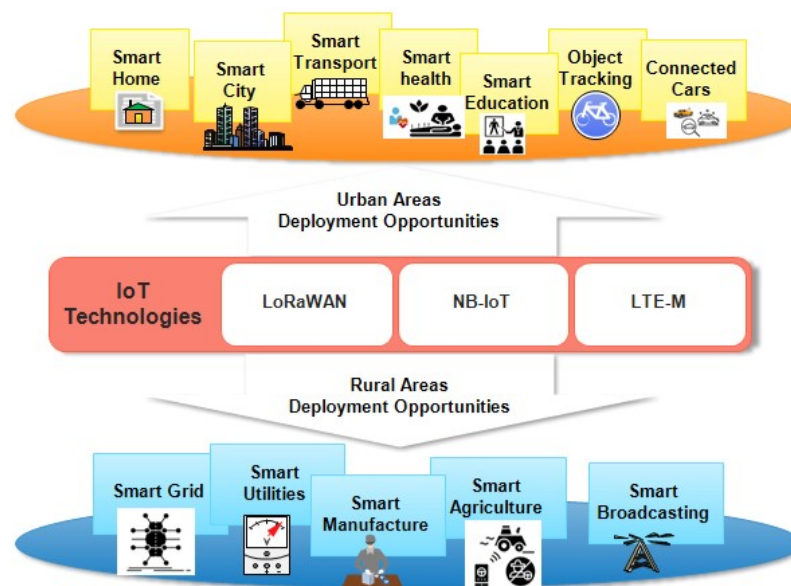 Smart
Home
Smart
City
Smart
Transport
Smart
health
Smart
Education
Object
Tracking
Connected
Cars
Urban Areas
Deployment Opportunities
IoT
Technologies
LoRaWAN
NB-IoT
LTE-M
Rural Areas
Deployment Opportunities
Smart Grid
Smart
Utilities
Smart
Manufacture
Smart
Agriculture
Smart
Broadcasting